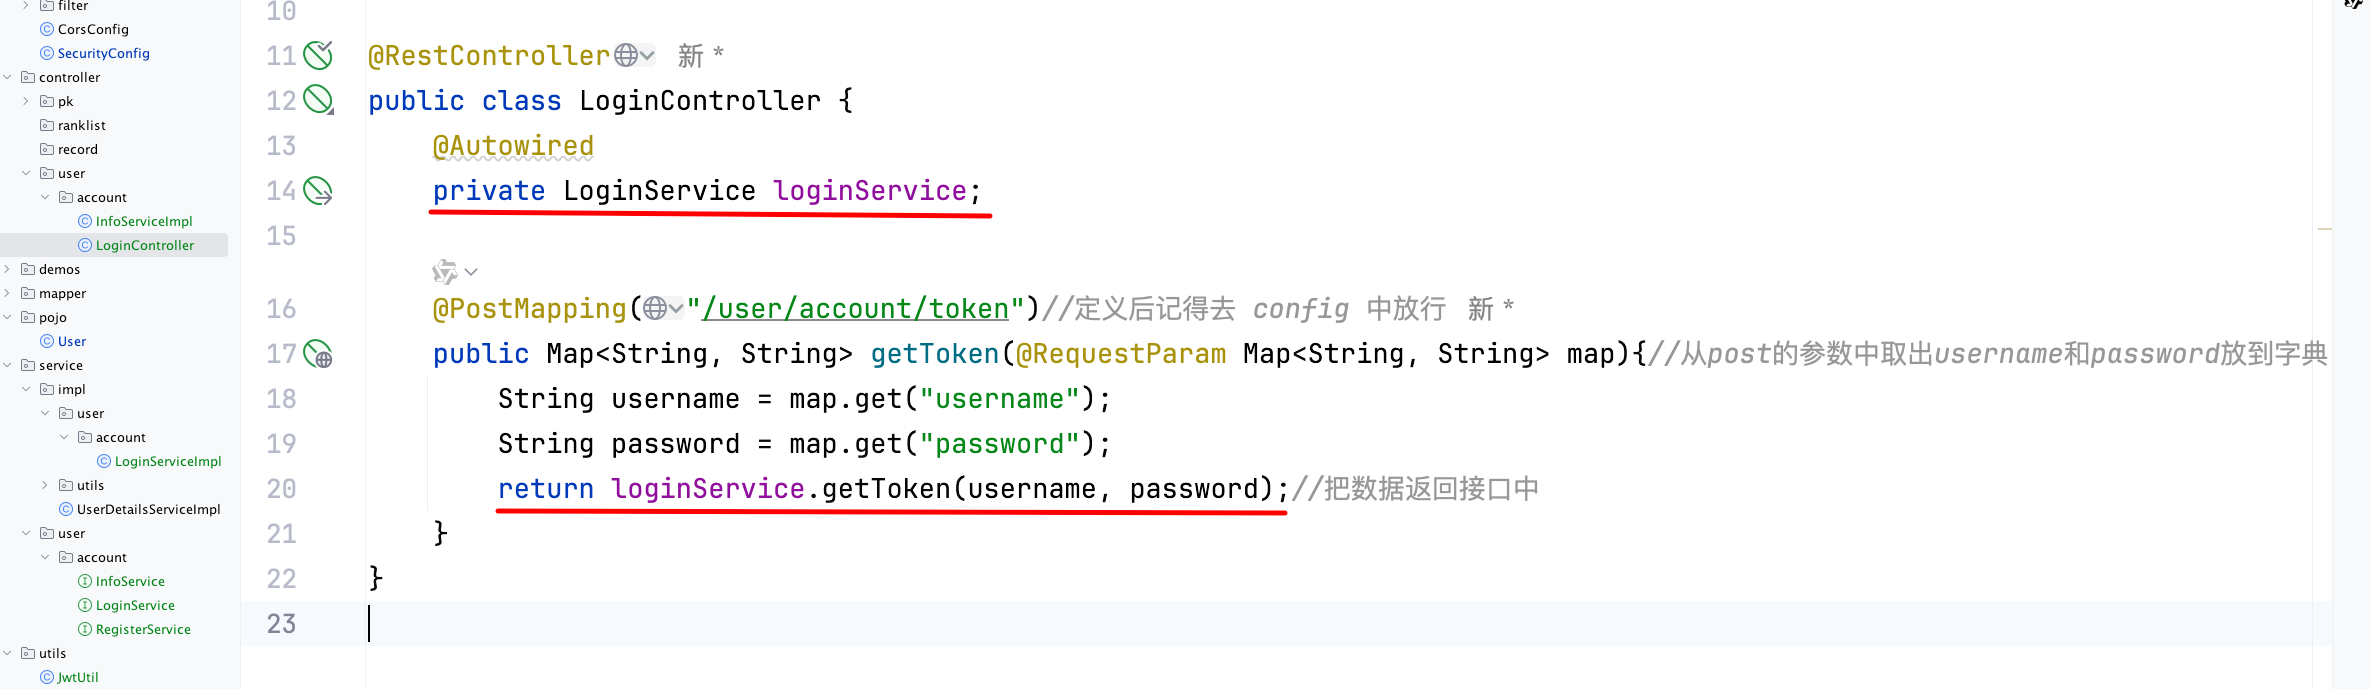 filter
CorsConfig
SecurityConfig
controller
pk
ranklist
record
user
account
InfoServiceImpl
LoginController
demos
mapper
pojo
User
service
impl
user
account
LoginServiceImpl
utils
UserDetailsServiceImpl
user
account
InfoService
LoginService
RegisterService
utils
JwtUtil
10
11 @RestController 新 *
12 public class LoginController {
13 @Autowired
14 private LoginService loginService;
15
16 @PostMapping("/user/account/token")//定义后记得去 config 中放行 新 *
17 public Map<String, String> getToken(@RequestParam Map<String, String> map){//从post的参数中取出username和password放到字典
18 String username = map.get("username");
19 String password = map.get("password");
20 return loginService.getToken(username, password);//把数据返回接口中
21 }
22 }
23